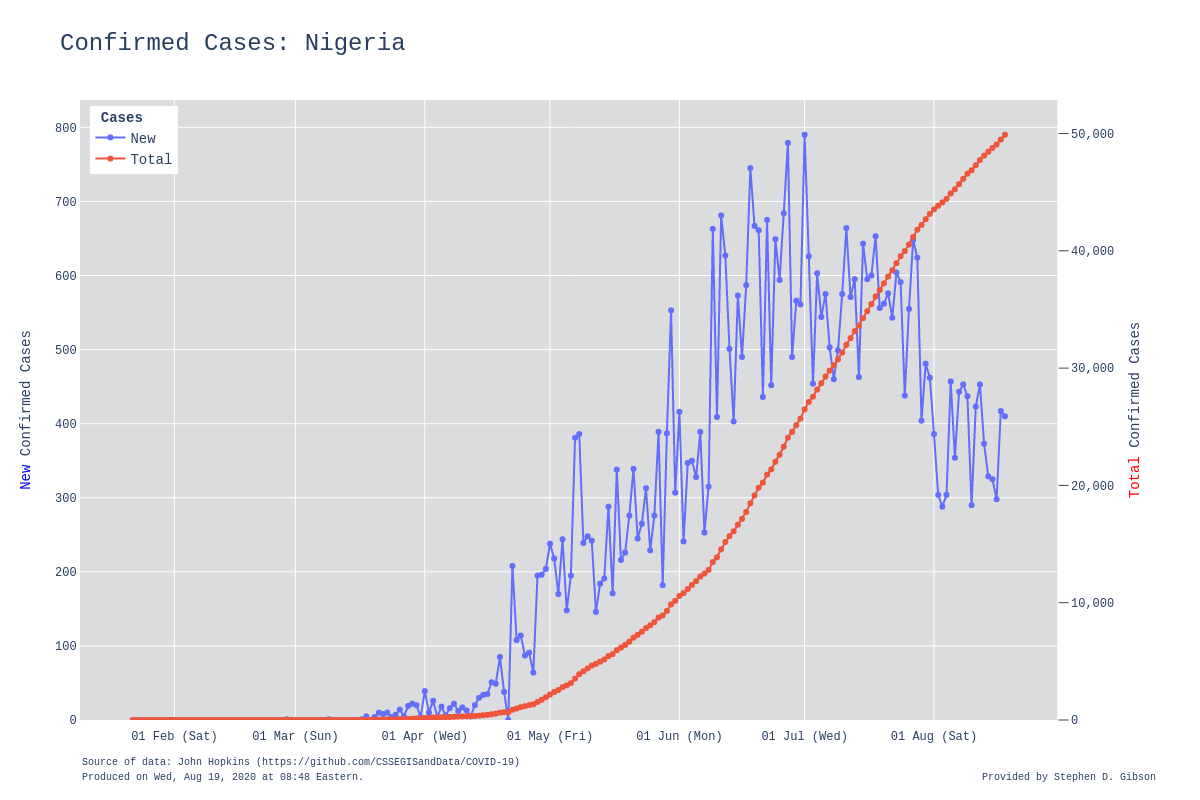 Confirmed Cases: Nigeria
Cases
New
Total
800
700
600
500
400
300
200
100
0
50,000
40,000
30,000
20,000
10,000
0
New Confirmed Cases
Total Confirmed Cases
01 Feb (Sat) 01 Mar (Sun) 01 Apr (Wed) 01 May (Fri) 01 Jun (Mon) 01 Jul (Wed) 01 Aug (Sat)
Source of data: John Hopkins (https://github.com/CSSEGISandData/COVID-19)
Produced on Wed, Aug 19, 2020 at 08:48 Eastern.
Provided by Stephen D. Gibson